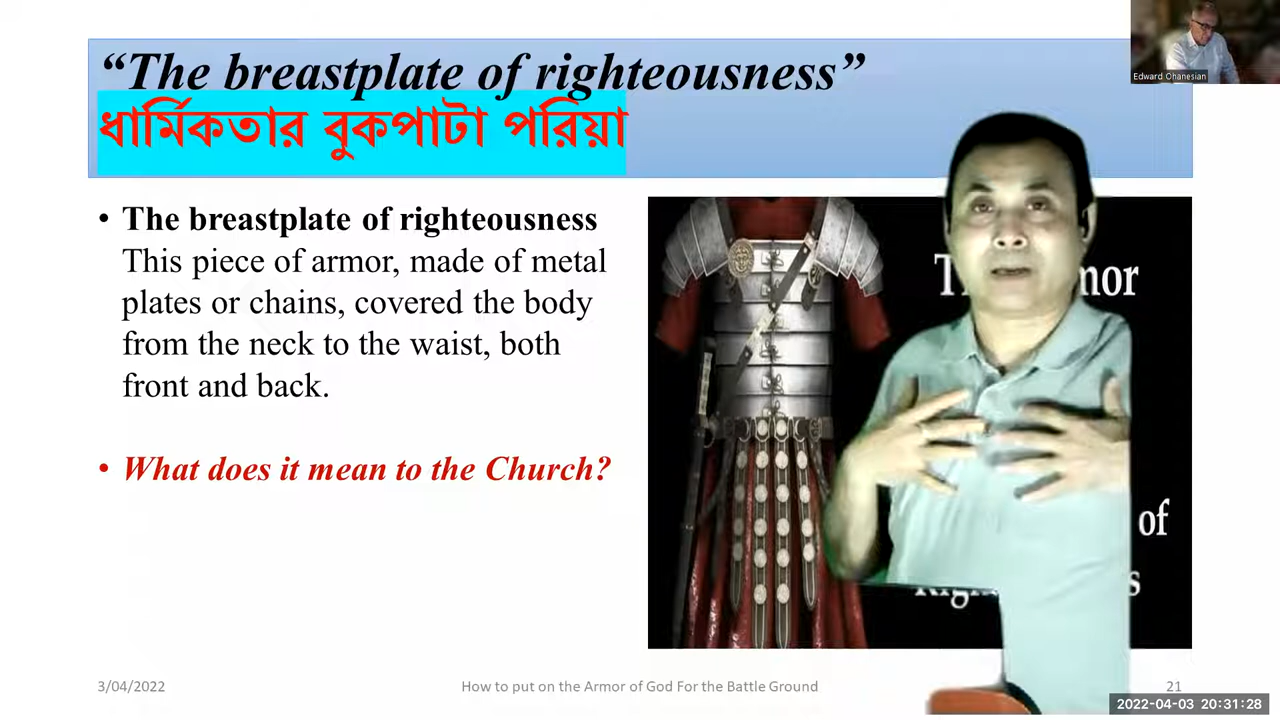 “The breastplate of righteousness”
ধার্মিকতার বুকপাটা পরিয়া
• The breastplate of righteousness
This piece of armor, made of metal
plates or chains, covered the body
from the neck to the waist, both
front and back.
• What does it mean to the Church?
of
3/04/2022
How to put on the Armor of God For the Battle Ground
21
Edward Ohanesian
2022-04-03 20:31:28